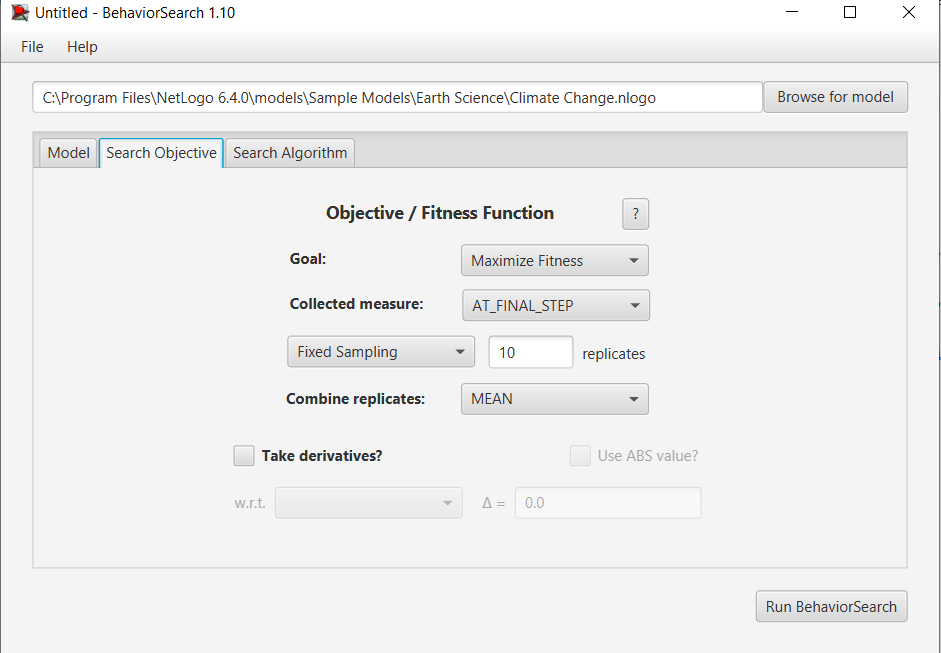 Untitled - BehaviorSearch 1.10
File Help
C:\Program Files\NetLogo 6.4.0\models\Sample Models\Earth Science\Climate Change.nlogo Browse for model
Model Search Objective Search Algorithm
Objective / Fitness Function ?
Goal: Maximize Fitness
Collected measure: AT_FINAL_STEP
Fixed Sampling 10 replicates
Combine replicates: MEAN
Take derivatives? Use ABS value?
w.r.t. Δ = 0.0
Run BehaviorSearch